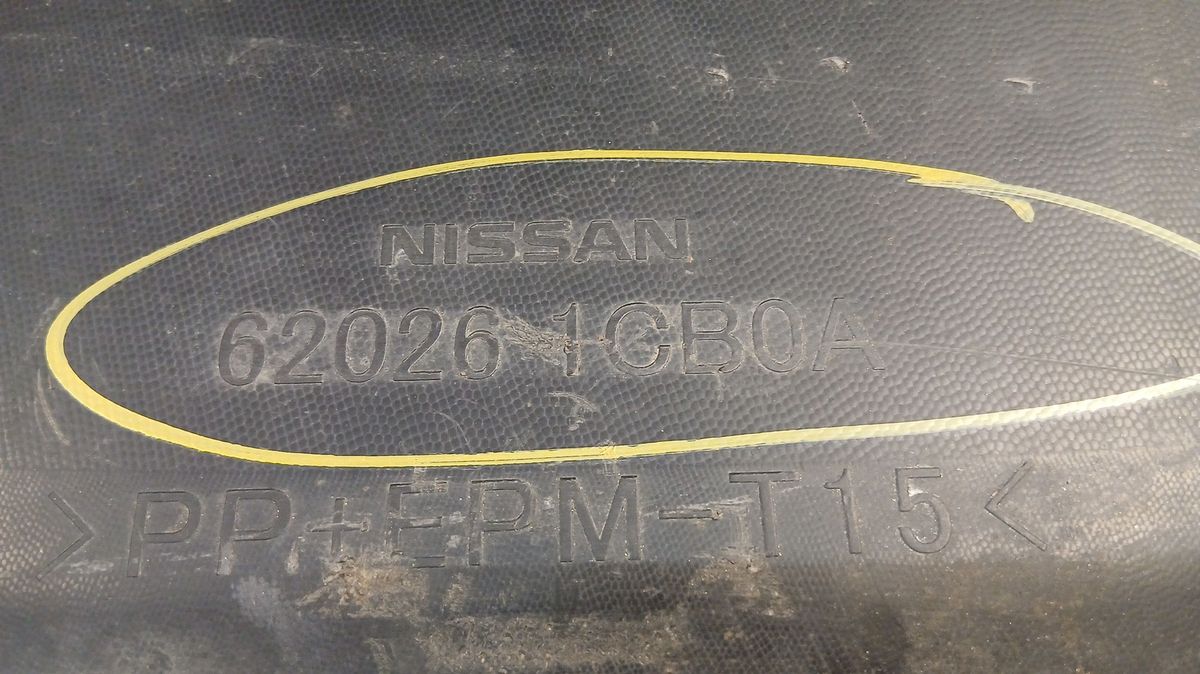 NISSAN
62026 1CB0A
>PP+EPM-T15<